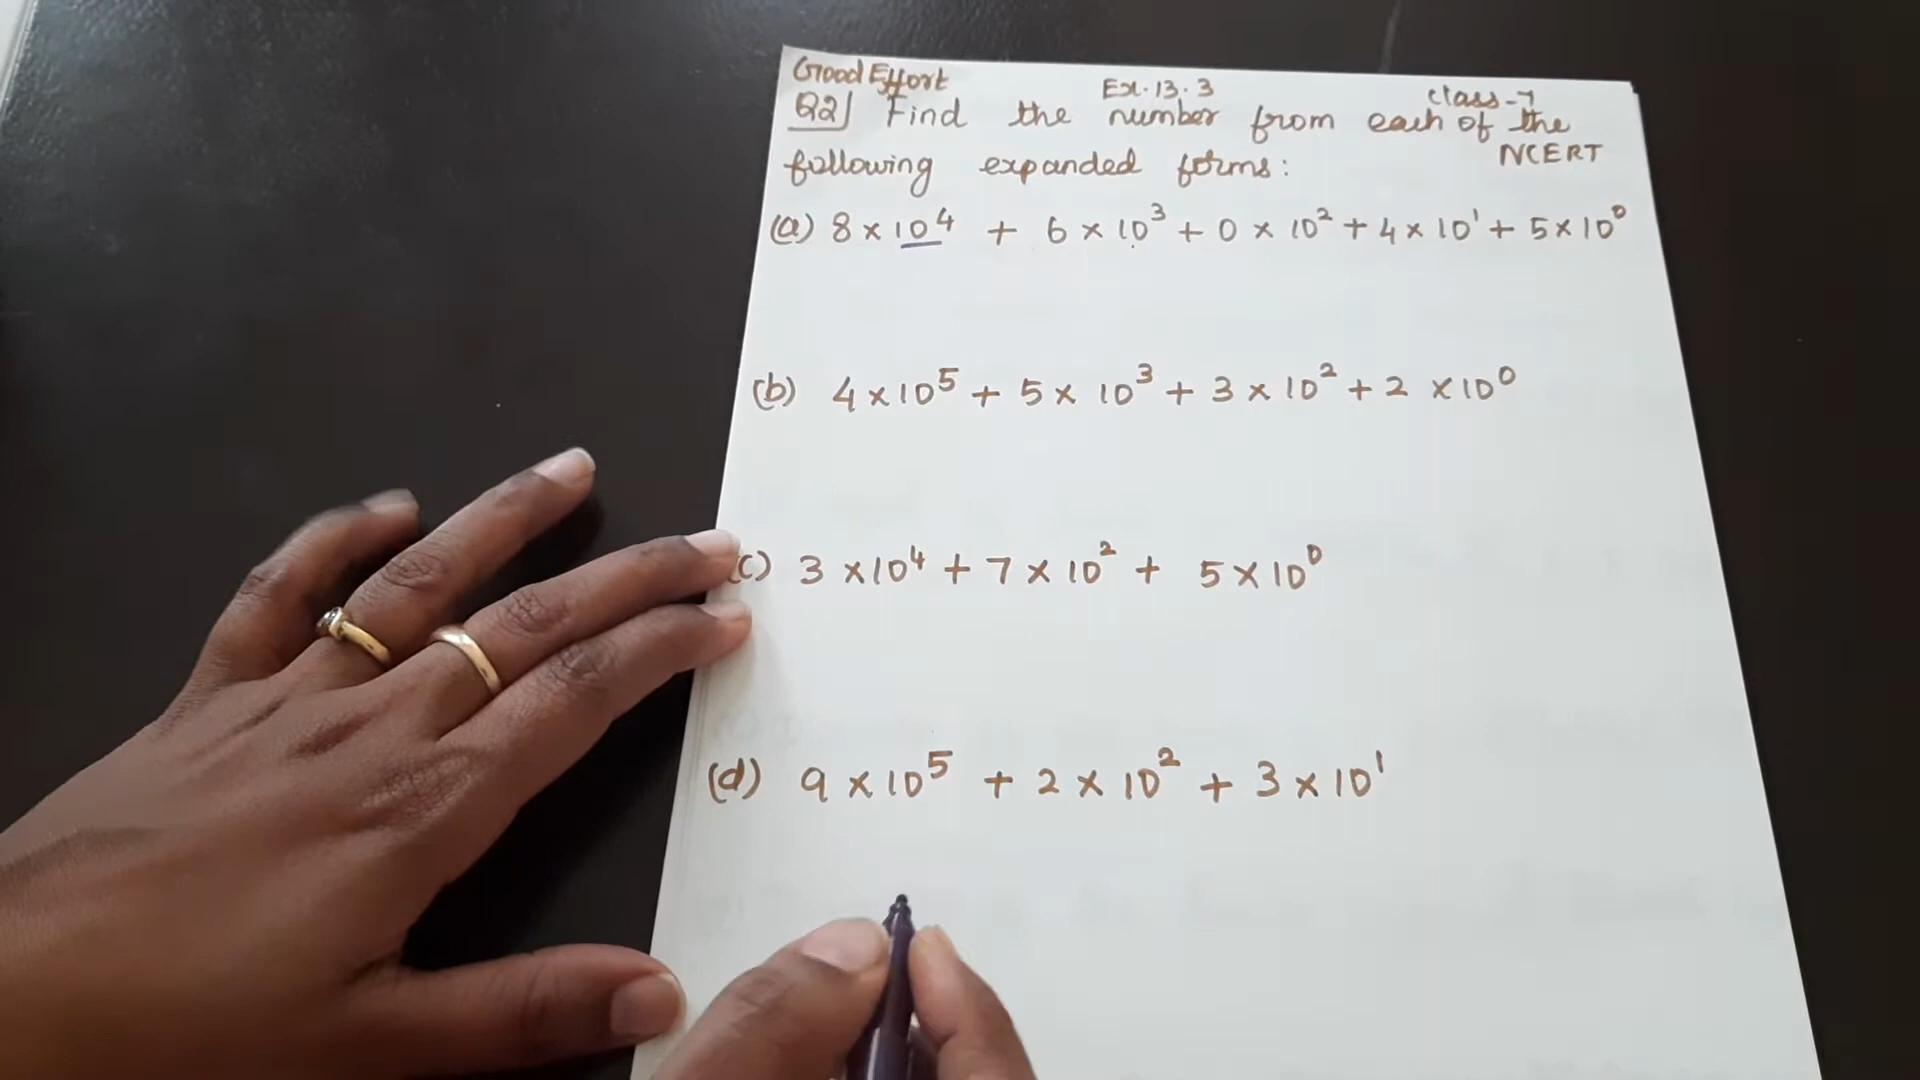 Good Effort Ex.13.3 Class-7
Q2 Find the number from each of the
NCERT
following expanded forms:
(a) 8 × 10⁴ + 6 × 10³ + 0 × 10² + 4 × 10¹ + 5 × 10⁰
(b) 4 × 10⁵ + 5 × 10³ + 3 × 10² + 2 × 10⁰
(c) 3 × 10⁴ + 7 × 10² + 5 × 10⁰
(d) 9 × 10⁵ + 2 × 10² + 3 × 10¹